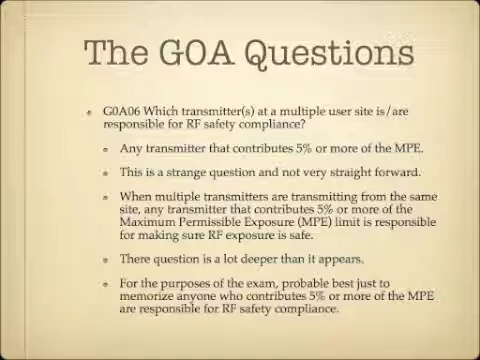 The GOA Questions
G0A06 Which transmitter(s) at a multiple user site is/are
responsible for RF safety compliance?
Any transmitter that contributes 5% or more of the MPE.
This is a strange question and not very straight forward.
When multiple transmitters are transmitting from the same
site, any transmitter that contributes 5% or more of the
Maximum Permissible Exposure (MPE) limit is responsible
for making sure RF exposure is safe.
There question is a lot deeper than it appears.
For the purposes of the exam, probable best just to
memorize anyone who contributes 5% or more of the MPE
are responsible for RF safety compliance.